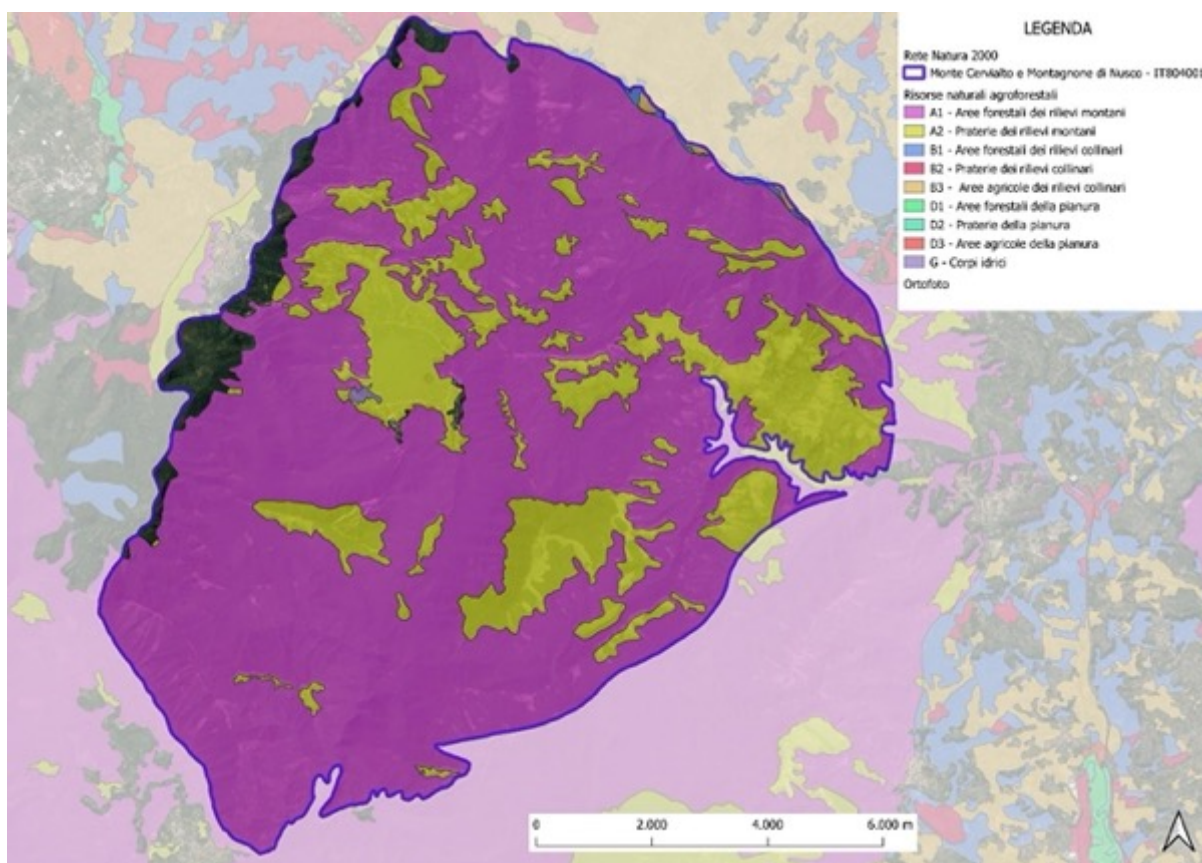 LEGENDA
Rete Natura 2000
Monte Cervialto e Montagnone di Nusco - IT804001
Risorse naturali agroforestali
A1 - Aree forestali dei rilievi montani
A2 - Praterie dei rilievi montani
B1 - Aree forestali dei rilievi collinari
B2 - Praterie dei rilievi collinari
B3 - Aree agricole dei rilievi collinari
D1 - Aree forestali della pianura
D2 - Praterie della pianura
D3 - Aree agricole della pianura
G - Corpi idrici
Ortofoto
0 2.000 4.000 6.000 m